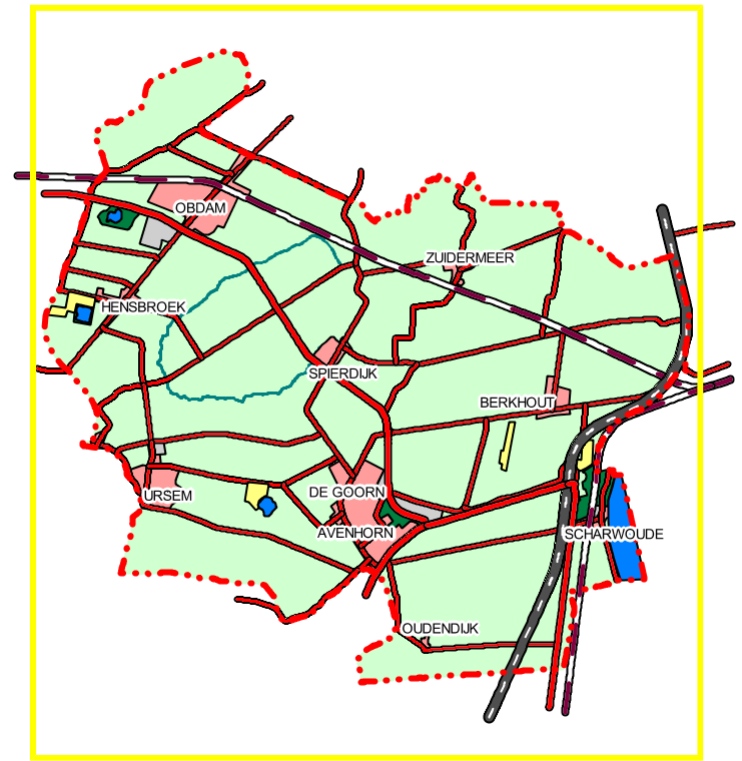 OBDAM
ZUIDERMEER
HENSBROEK
SPIERDIJK
BERKHOUT
URSEM
DE GOORN
AVENHORN
SCHARWOUDE
OUDENDIJK